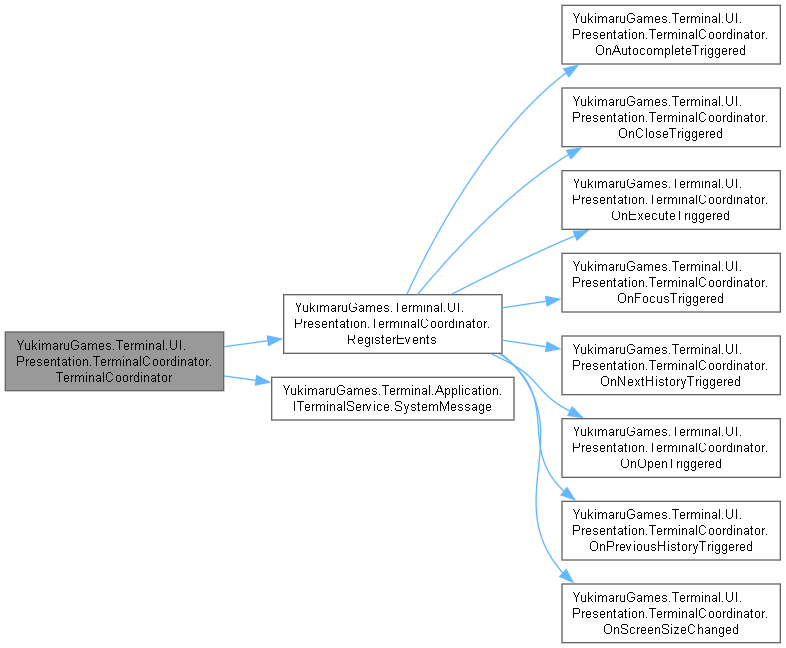 YukimaruGames.Terminal.UI.
Presentation.TerminalCoordinator.
TerminalCoordinator
YukimaruGames.Terminal.UI.
Presentation.TerminalCoordinator.
RegisterEvents
YukimaruGames.Terminal.Application.
ITerminalService.SystemMessage
YukimaruGames.Terminal.UI.
Presentation.TerminalCoordinator.
OnAutocompleteTriggered
YukimaruGames.Terminal.UI.
Presentation.TerminalCoordinator.
OnCloseTriggered
YukimaruGames.Terminal.UI.
Presentation.TerminalCoordinator.
OnExecuteTriggered
YukimaruGames.Terminal.UI.
Presentation.TerminalCoordinator.
OnFocusTriggered
YukimaruGames.Terminal.UI.
Presentation.TerminalCoordinator.
OnNextHistoryTriggered
YukimaruGames.Terminal.UI.
Presentation.TerminalCoordinator.
OnOpenTriggered
YukimaruGames.Terminal.UI.
Presentation.TerminalCoordinator.
OnPreviousHistoryTriggered
YukimaruGames.Terminal.UI.
Presentation.TerminalCoordinator.
OnScreenSizeChanged